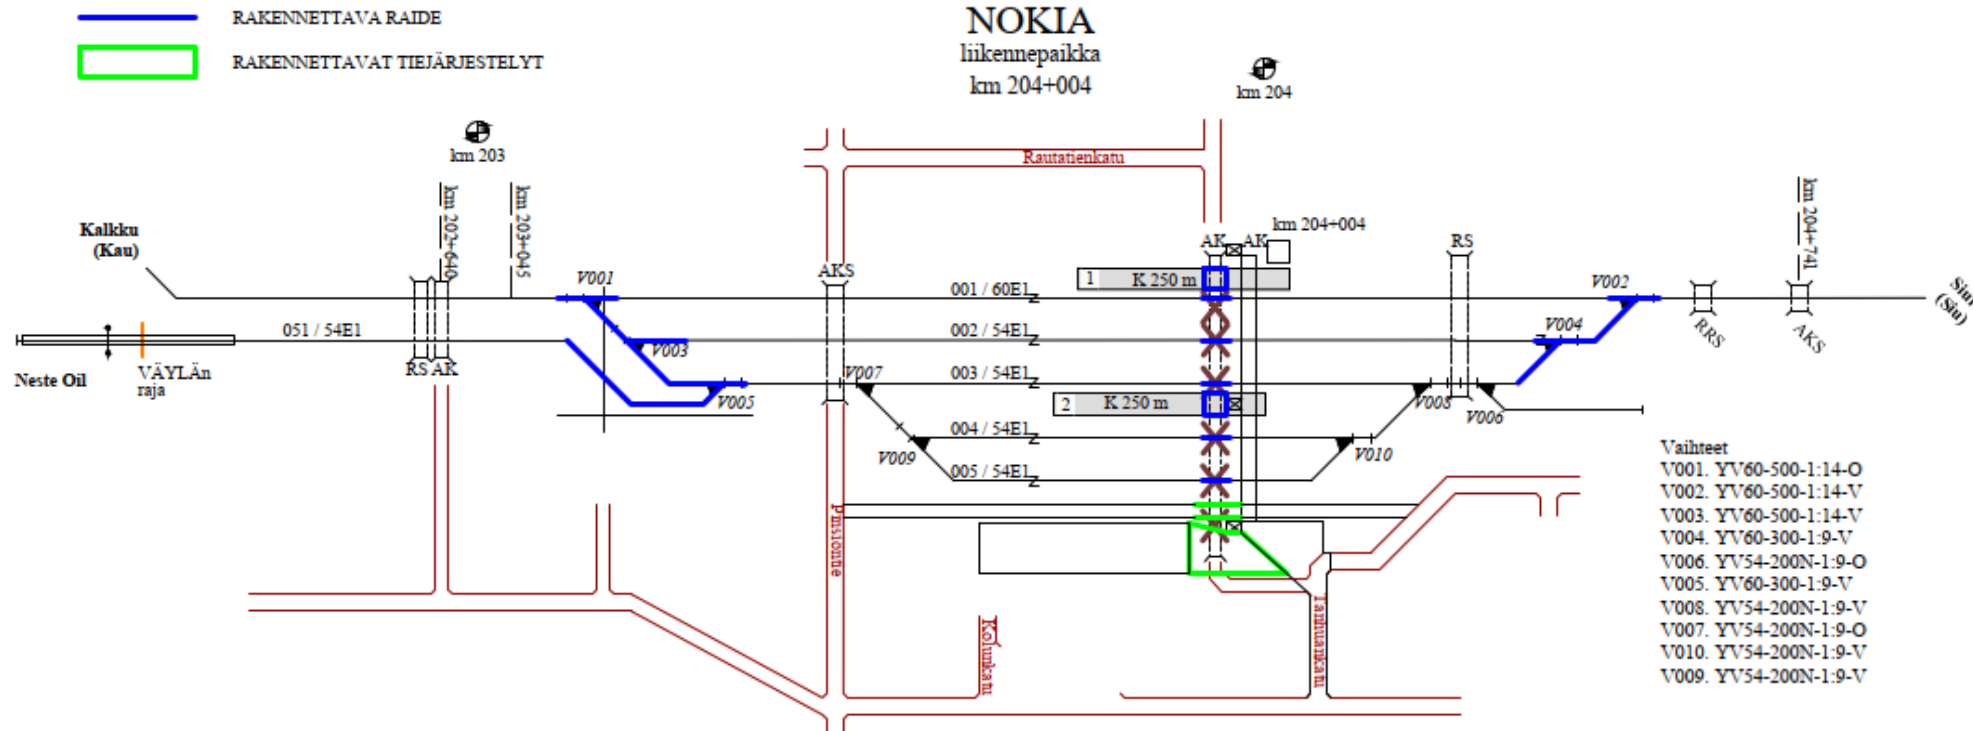 RAKENNETTAVA RAIDE
RAKENNETTAVAT TIEJÄRJESTELYT
NOKIA
liikennepaikka
km 204+004
km 204
km 203
Rautatienkatu
km 202+640
km 203+045
km 204+741
Kalkku
(Kau)
V001
AKS
AK
AK
km 204+004
RS
V002
1
K 250 m
001 / 60E1
Z
(Siu)
RRS
AKS
051 / 54E1
002 / 54E1
Z
V004
V003
Neste Oil
VÄYLÄn
raja
RS
AK
003 / 54E1
Z
V007
V005
2
K 250 m
V008
V006
004 / 54E1
Z
V009
V010
005 / 54E1
Z
Pinsiontie
Kolunkatu
Tanhuankatu
Vaihteet
V001. YV60-500-1:14-O
V002. YV60-500-1:14-V
V003. YV60-500-1:14-V
V004. YV60-300-1:9-V
V006. YV54-200N-1:9-O
V005. YV60-300-1:9-V
V008. YV54-200N-1:9-V
V007. YV54-200N-1:9-O
V010. YV54-200N-1:9-V
V009. YV54-200N-1:9-V